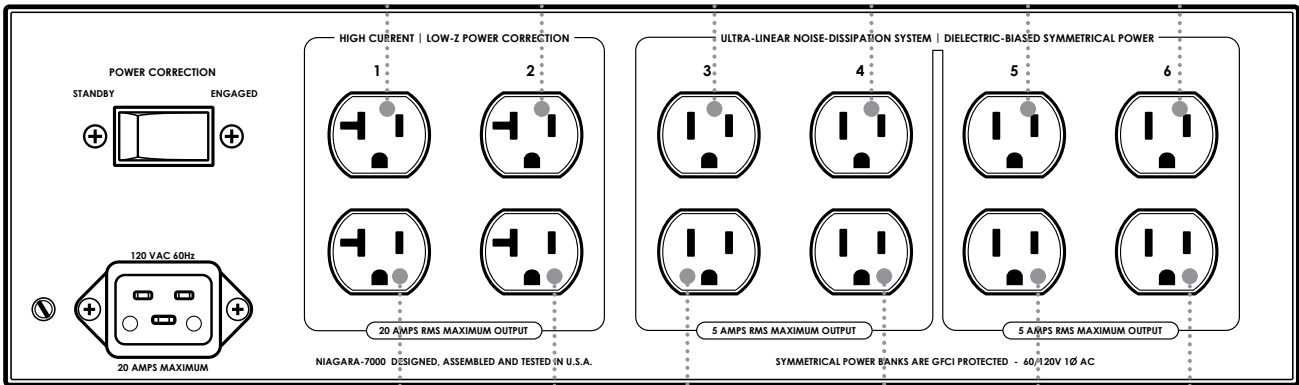 HIGH CURRENT | LOW-Z POWER CORRECTION
ULTRA-LINEAR NOISE-DISSIPATION SYSTEM | DIELECTRIC-BIASED SYMMETRICAL POWER
POWER CORRECTION
1 2 3 4 5 6
STANDBY ENGAGED
120 VAC 60Hz
20 AMPS RMS MAXIMUM OUTPUT
5 AMPS RMS MAXIMUM OUTPUT
5 AMPS RMS MAXIMUM OUTPUT
20 AMPS MAXIMUM
NIAGARA-7000 DESIGNED, ASSEMBLED AND TESTED IN U.S.A.
SYMMETRICAL POWER BANKS ARE GFCI PROTECTED - 60/120V 1Ø AC